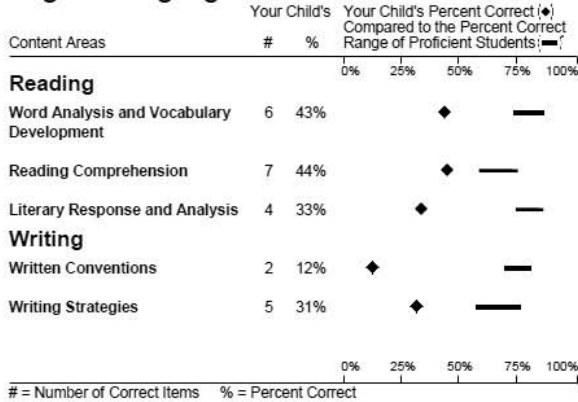 Your Child's Your Child's Percent Correct (◆)
Compared to the Percent Correct
Content Areas # % Range of Proficient Students (▬)
0% 25% 50% 75% 100%
Reading
Word Analysis and Vocabulary 6 43%
Development
Reading Comprehension 7 44%
Literary Response and Analysis 4 33%
Writing
Written Conventions 2 12%
Writing Strategies 5 31%
0% 25% 50% 75% 100%
# = Number of Correct Items % = Percent Correct